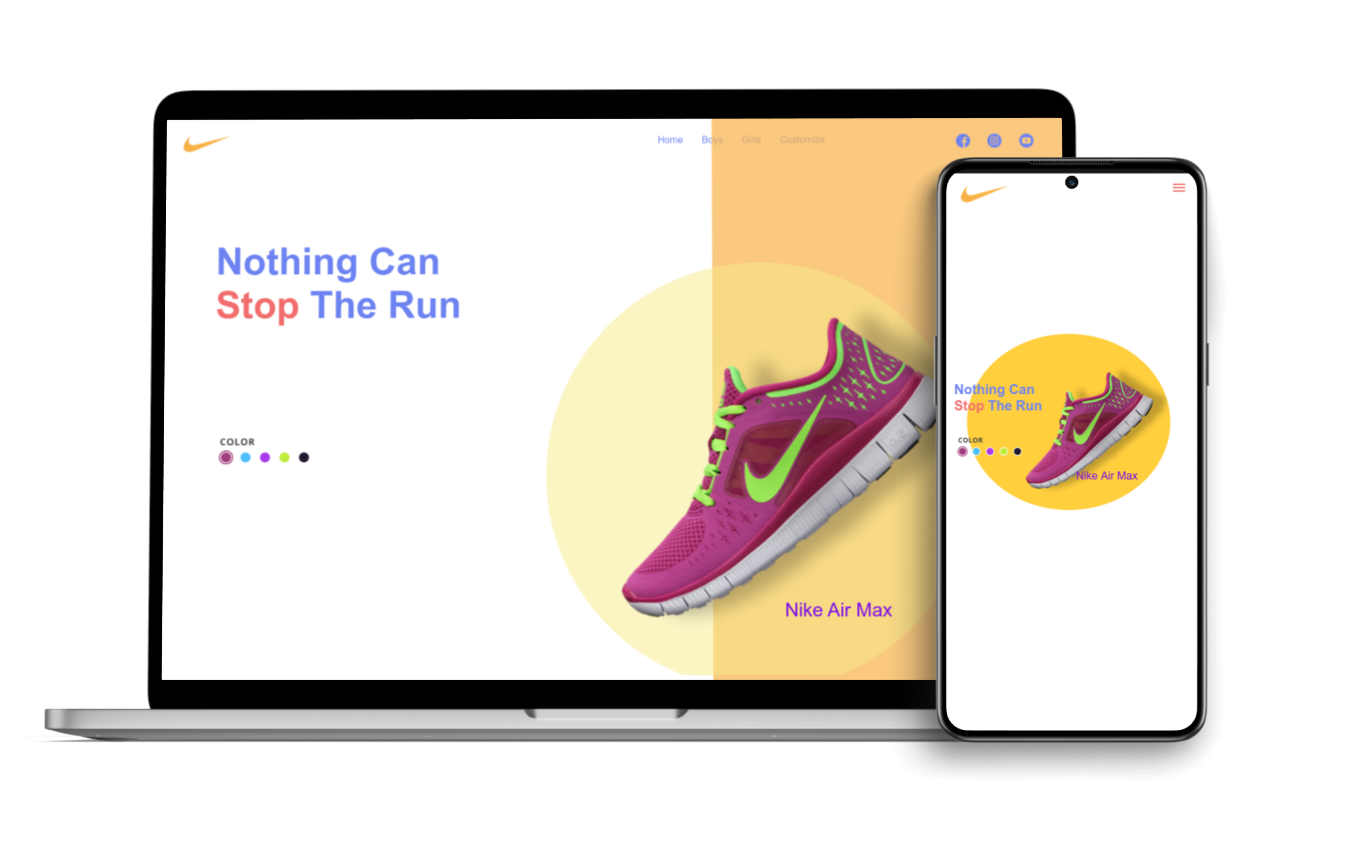 Home Boys Girls Customize
Nothing Can
Stop The Run
COLOR
Nike Air Max
Nothing Can
Stop The Run
COLOR
Nike Air Max